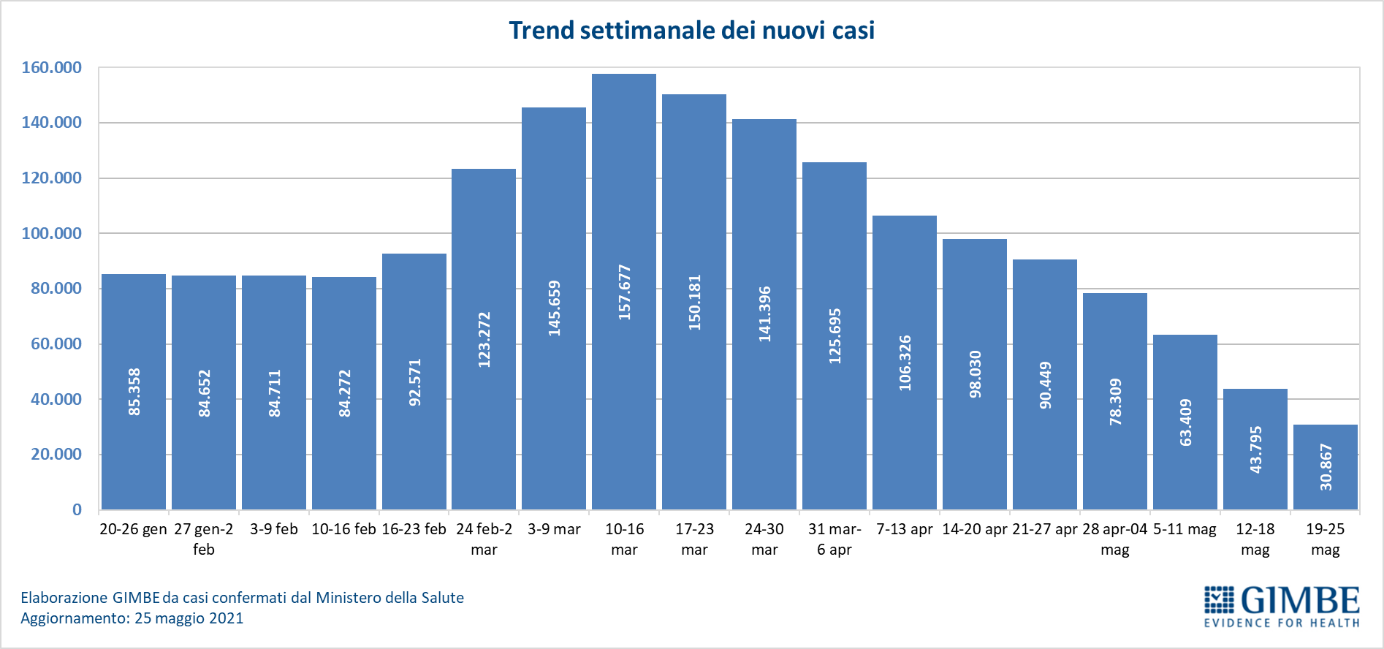 Trend settimanale dei nuovi casi
160.000
140.000
120.000
100.000
80.000
60.000
40.000
20.000
0
85.358
84.652
84.711
84.272
92.571
123.272
145.659
157.677
150.181
141.396
125.695
106.326
98.030
90.449
78.309
63.409
43.795
30.867
20-26 gen
27 gen-2
feb
3-9 feb
10-16 feb
16-23 feb
24 feb-2
mar
3-9 mar
10-16
mar
17-23
mar
24-30
mar
31 mar-
6 apr
7-13 apr
14-20 apr
21-27 apr
28 apr-04
mag
5-11 mag
12-18
mag
19-25
mag
Elaborazione GIMBE da casi confermati dal Ministero della Salute
Aggiornamento: 25 maggio 2021
GIMBE
EVIDENCE FOR HEALTH